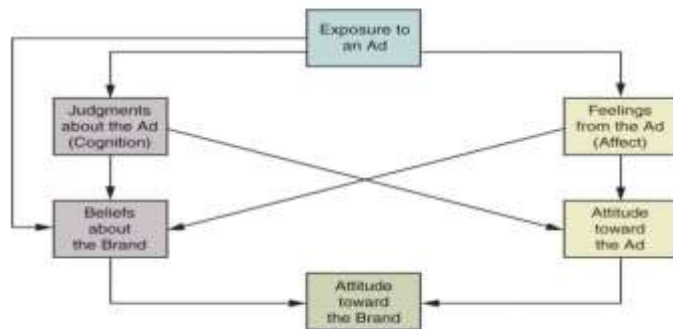 Exposure to
an Ad
Judgments
about the Ad
(Cognition)
Feelings
from the Ad
(Affect)
Beliefs
about
the Brand
Attitude
toward
the Ad
Attitude
toward
the Brand